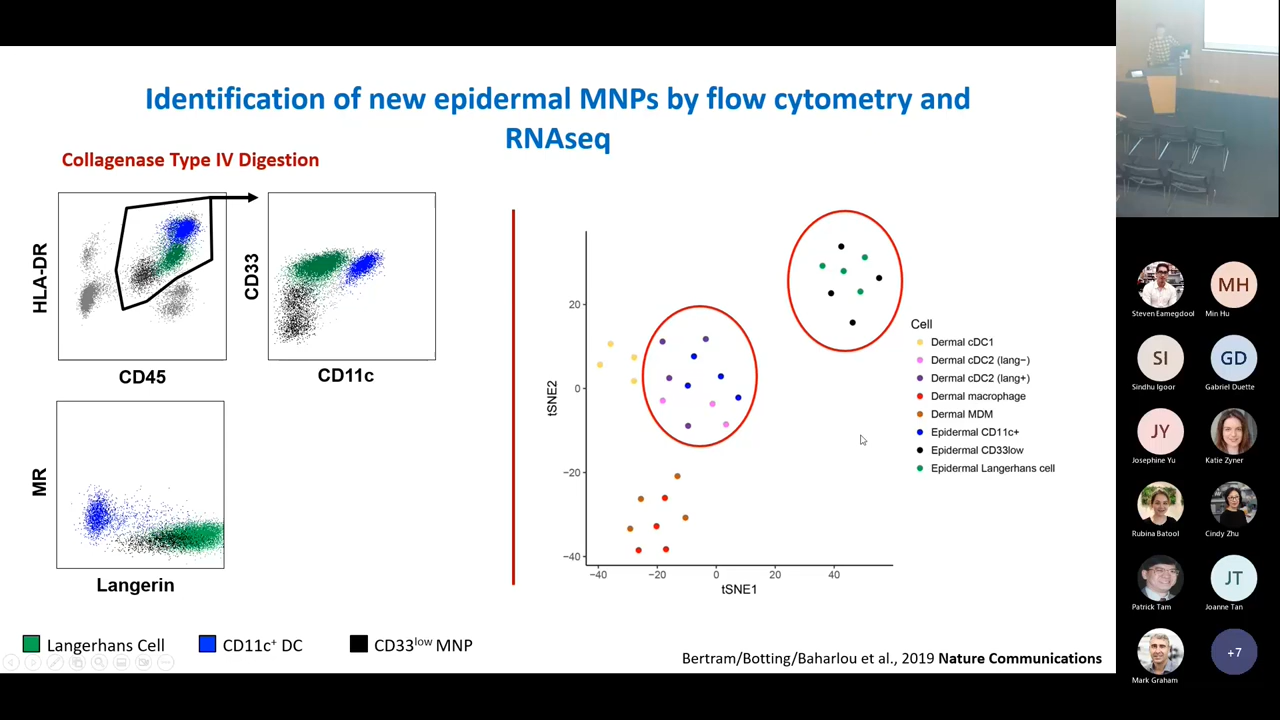 Identification of new epidermal MNPs by flow cytometry and
RNAseq
Collagenase Type IV Digestion
HLA-DR
CD45
CD33
CD11c
MR
Langerin
tSNE2
20
0
−20
−40
−40
−20
0
20
40
tSNE1
Cell
Dermal cDC1
Dermal cDC2 (lang−)
Dermal cDC2 (lang+)
Dermal macrophage
Dermal MDM
Epidermal CD11c+
Epidermal CD33low
Epidermal Langerhans cell
Langerhans Cell
CD11c+ DC
CD33low MNP
Bertram/Botting/Baharlou et al., 2019 Nature Communications
Steven Eamegdool
MH
Min Hu
SI
Sindhu Igoor
GD
Gabriel Duette
JY
Josephine Yu
Katie Zyner
Rubina Batool
Cindy Zhu
Patrick Tam
JT
Joanne Tan
Mark Graham
+7